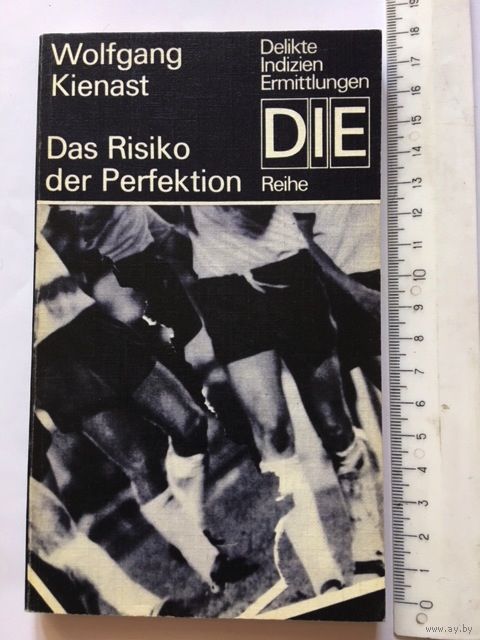 Wolfgang
Kienast
Das Risiko
der Perfektion
Delikte
Indizien
Ermittlungen
DIE
Reihe
19
18
17
16
15
14
13
12
11
10
9
8
7
6
5
4
3
2
1
0
www.ay.by